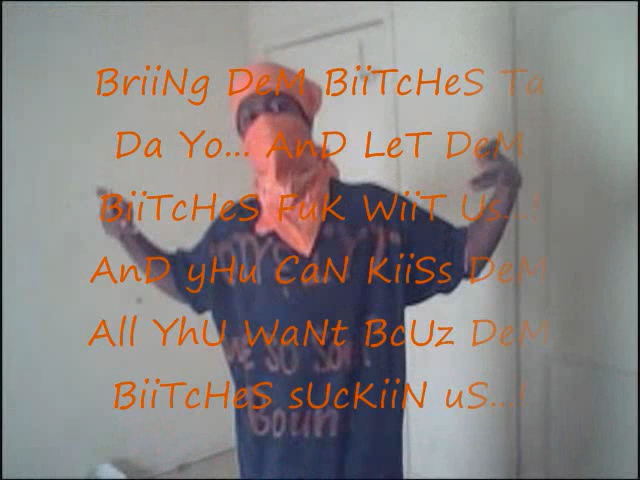 BriiNg DeM BiiTcHeS Ta
Da Yo... AnD LeT DeM
BiiTcHeS FuK WiiT Us...!
AnD yHu CaN KiiSs DeM
All YhU WaNt BcUz DeM
BiiTcHeS sUcKiiN uS...!
SO